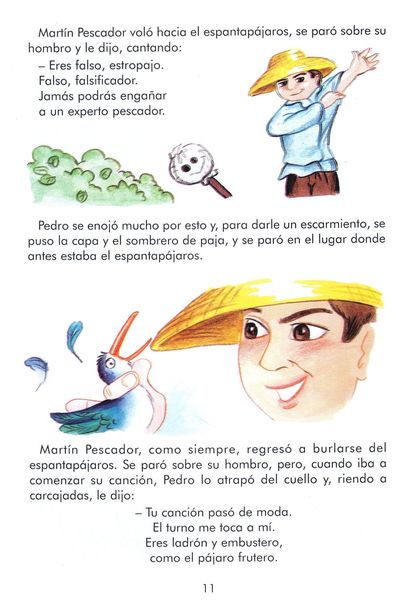 Martín Pescador voló hacia el espantapájaros, se paró sobre su
hombro y le dijo, cantando:
– Eres falso, estropajo.
Falso, falsificador.
Jamás podrás engañar
a un experto pescador.
Pedro se enojó mucho por esto y, para darle un escarmiento, se
puso la capa y el sombrero de paja, y se paró en el lugar donde
antes estaba el espantapájaros.
Martín Pescador, como siempre, regresó a burlarse del
espantapájaros. Se paró sobre su hombro, pero, cuando iba a
comenzar su canción, Pedro lo atrapó del cuello y, riendo a
carcajadas, le dijo:
– Tu canción pasó de moda.
El turno me toca a mí.
Eres ladrón y embustero,
como el pájaro frutero.
11